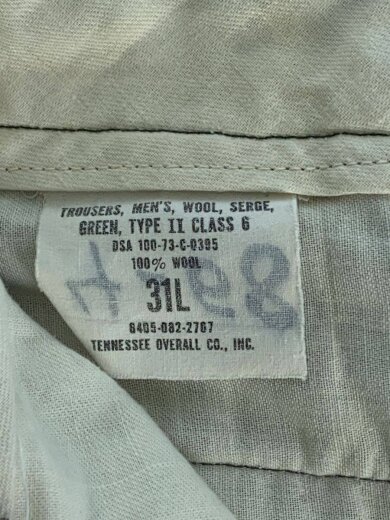 TROUSERS, MEN'S, WOOL, SERGE,
GREEN, TYPE II CLASS 6
DSA 100-73-C-0395
100% WOOL
31L
8405-082-2767
TENNESSEE OVERALL CO., INC.